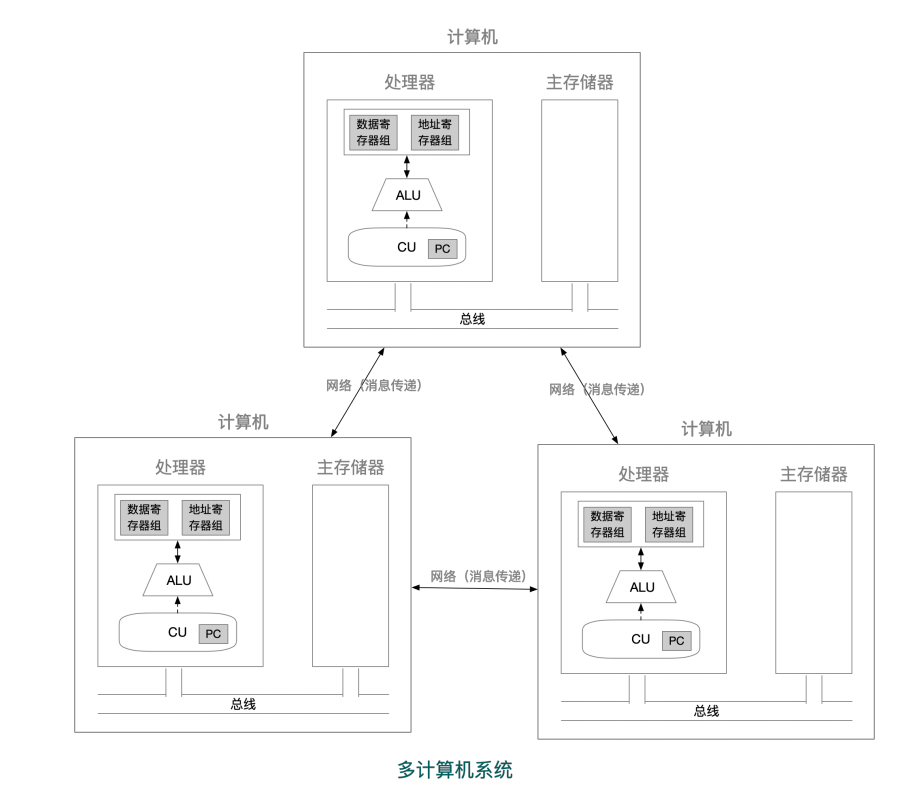 计算机
处理器
主存储器
数据寄
存器组
地址寄
存器组
ALU
CU
PC
总线
网络（消息传递）
网络（消息传递）
计算机
处理器
主存储器
数据寄
存器组
地址寄
存器组
ALU
CU
PC
总线
网络（消息传递）
计算机
处理器
主存储器
数据寄
存器组
地址寄
存器组
ALU
CU
PC
总线
多计算机系统